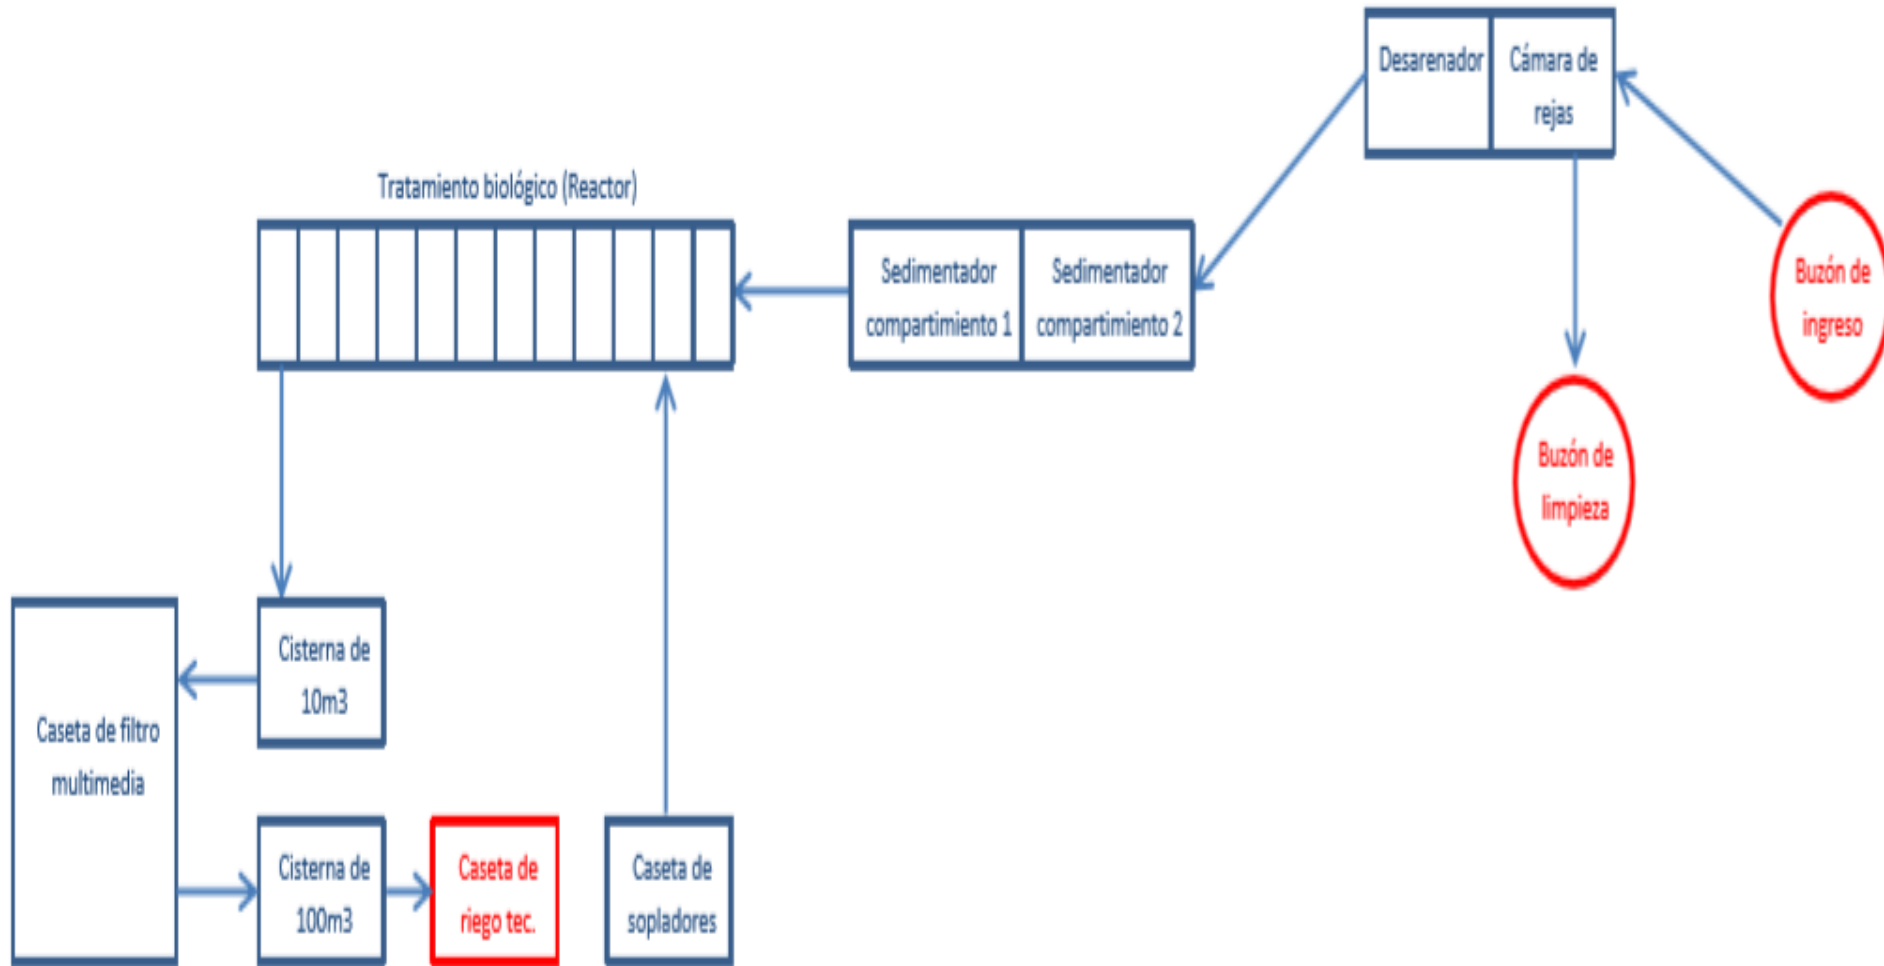 Desarenador
Cámara de
rejas
Tratamiento biológico (Reactor)
Sedimentador
compartimiento 1
Sedimentador
compartimiento 2
Buzón de
ingreso
Buzón de
limpieza
Cisterna de
10m3
Caseta de filtro
multimedia
Cisterna de
100m3
Caseta de
riego tec.
Caseta de
sopladores